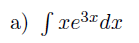 a) ∫ xe^{3x}dx